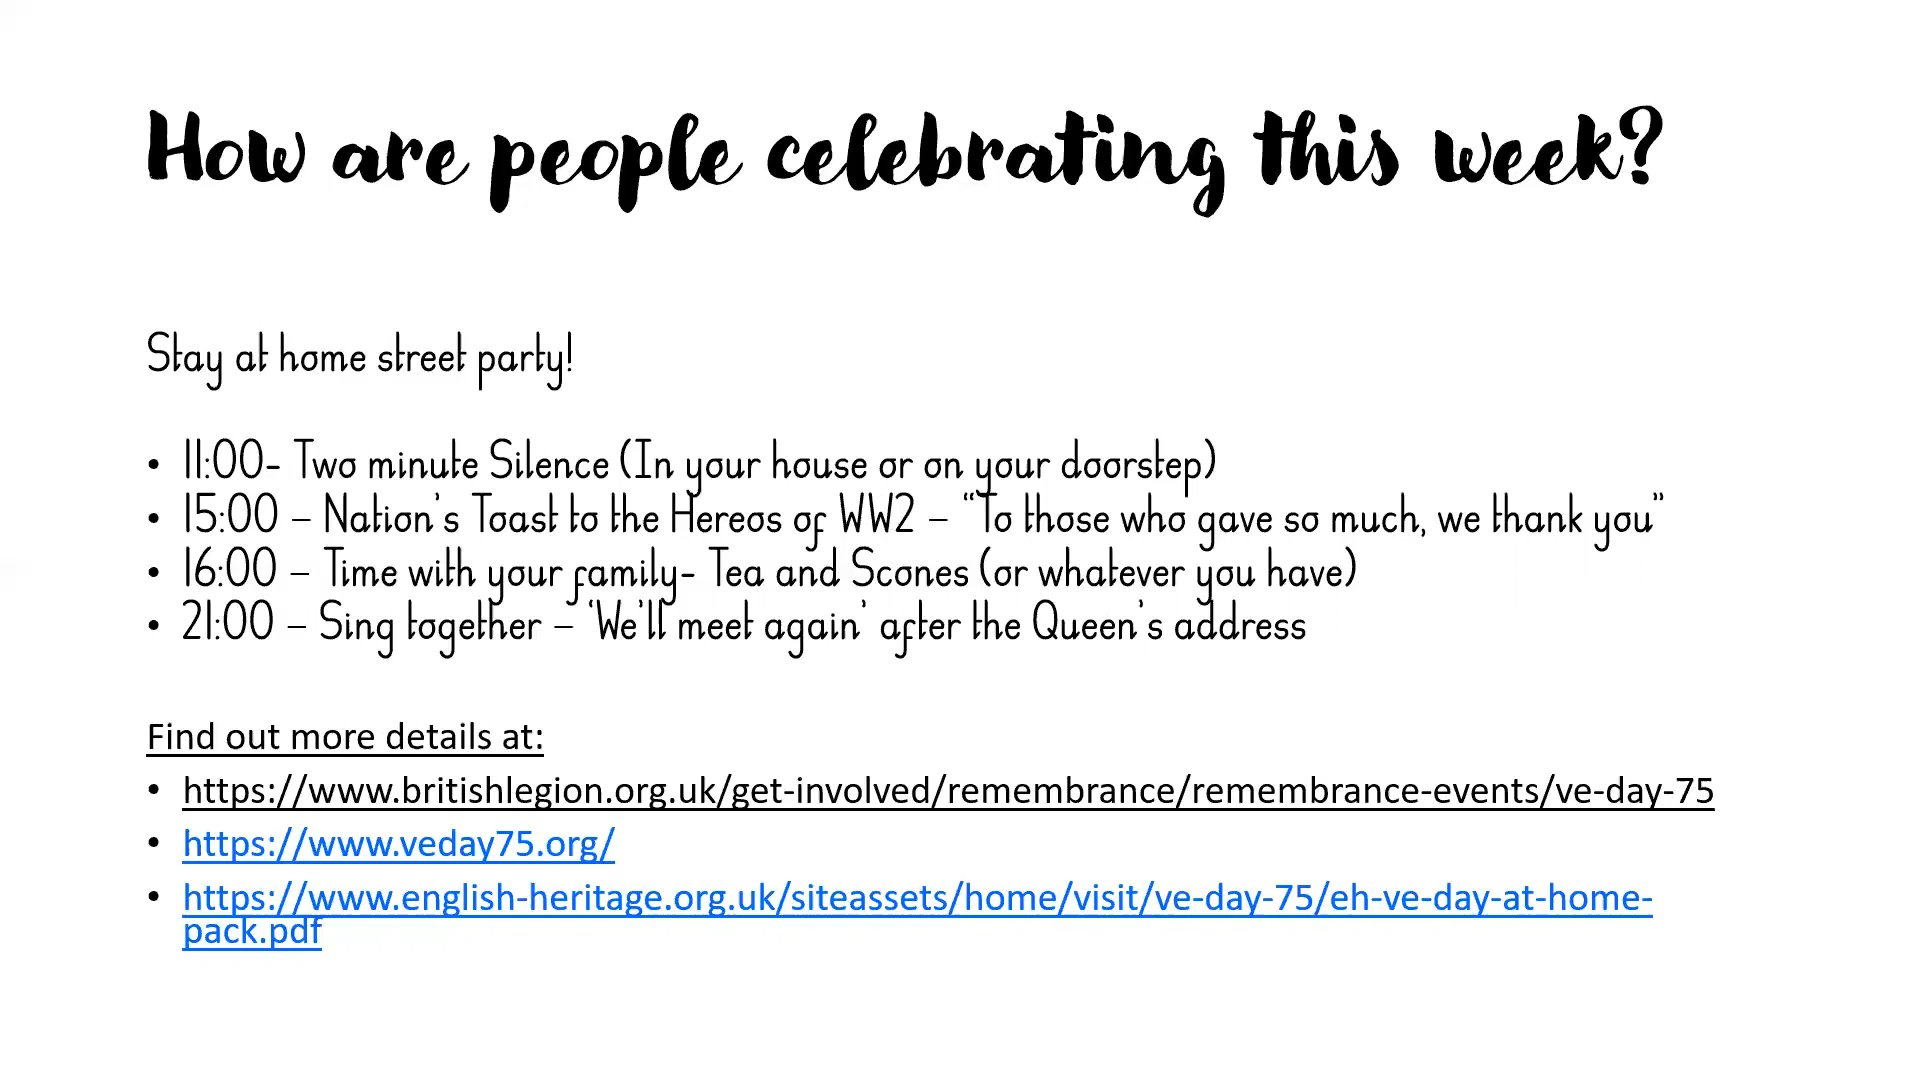 How are people celebrating this week?
Stay at home street party!
• 11:00- Two minute Silence (In your house or on your doorstep)
• 15:00 – Nation's Toast to the Hereos of WW2 – “To those who gave so much, we thank you”
• 16:00 – Time with your family- Tea and Scones (or whatever you have)
• 21:00 – Sing together – ‘We’ll meet again’ after the Queen’s address
Find out more details at:
• https://www.britishlegion.org.uk/get-involved/remembrance/remembrance-events/ve-day-75
• https://www.veday75.org/
• https://www.english-heritage.org.uk/siteassets/home/visit/ve-day-75/eh-ve-day-at-home-
pack.pdf